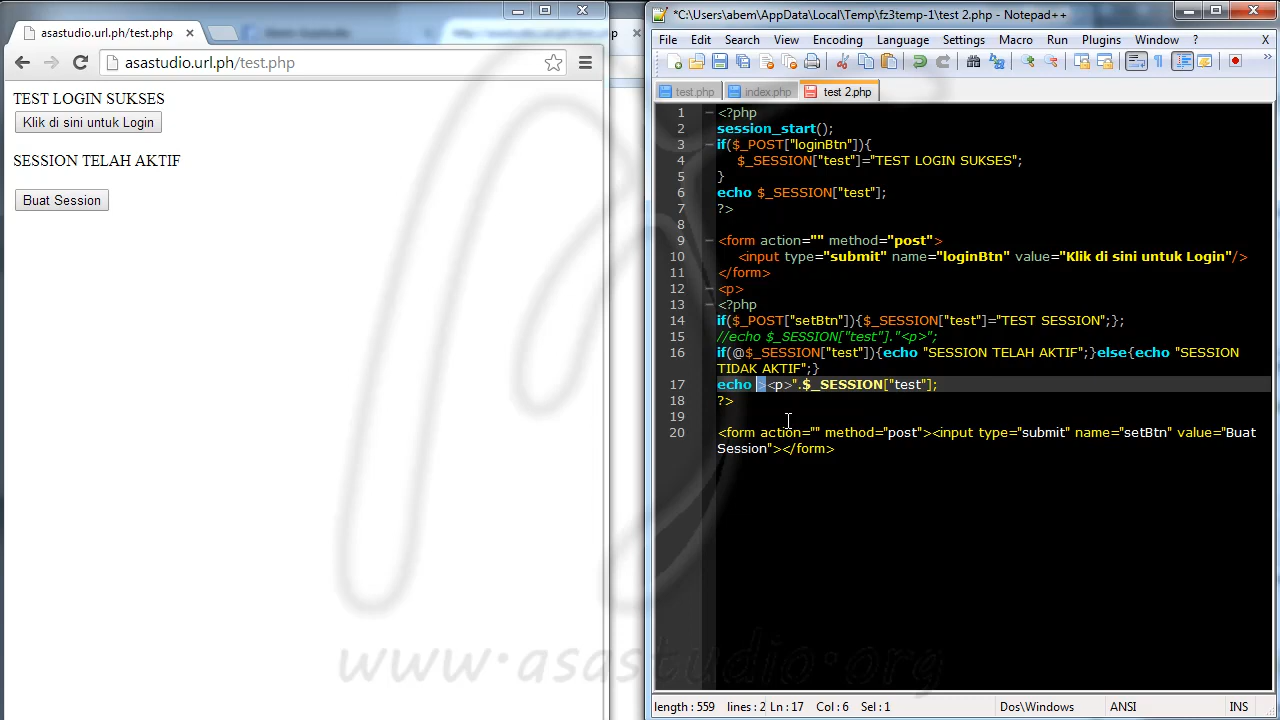 asastudio.url.ph/test.php
asastudio.url.ph/test.php
TEST LOGIN SUKSES
Klik di sini untuk Login
SESSION TELAH AKTIF
Buat Session
*C:\Users\abem\AppData\Local\Temp\fz3temp-1\test 2.php - Notepad++
File Edit Search View Encoding Language Settings Macro Run Plugins Window ? X
test.php index.php test 2.php
1 <?php
2 session_start();
3 if($_POST["loginBtn"]){
4 $_SESSION["test"]="TEST LOGIN SUKSES";
5 }
6 echo $_SESSION["test"];
7 ?>
8
9 <form action="" method="post">
10 <input type="submit" name="loginBtn" value="Klik di sini untuk Login"/>
11 </form>
12 <p>
13 <?php
14 if($_POST["setBtn"]){$_SESSION["test"]="TEST SESSION";};
15 //echo $_SESSION["test"]."<p>";
16 if(@$_SESSION["test"]){echo "SESSION TELAH AKTIF";}else{echo "SESSION
TIDAK AKTIF";}
17 echo ><p>".$_SESSION["test"];
18 ?>
19
20 <form action="" method="post"><input type="submit" name="setBtn" value="Buat
Session"></form>
www.asastudio.org
length : 559 lines : 2 Ln : 17 Col : 6 Sel : 1 Dos\Windows ANSI INS